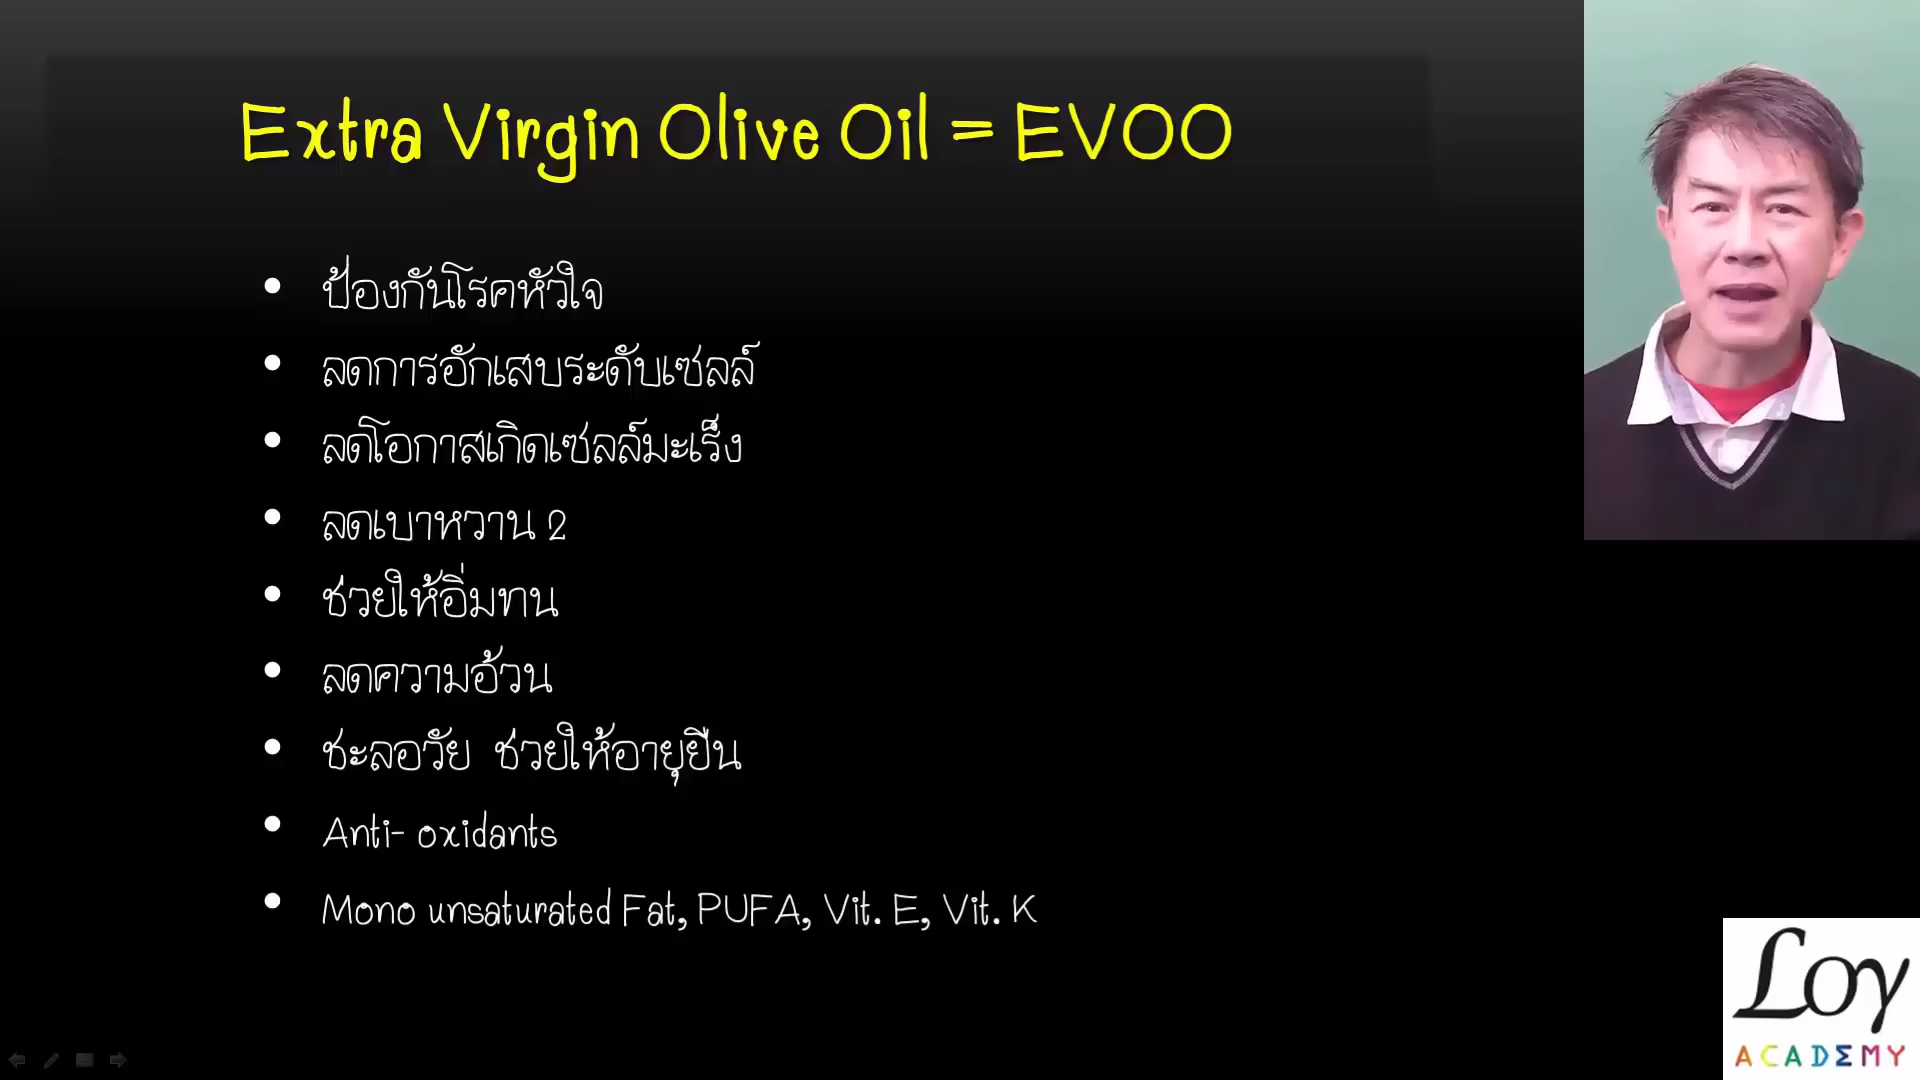 Extra Virgin Olive Oil = EVOO
• ป้องกันโรคหัวใจ
• ลดการอักเสบระดับเซลล์
• ลดโอกาสเกิดเซลล์มะเร็ง
• ลดเบาหวาน 2
• ช่วยให้อิ่มทน
• ลดความอ้วน
• ชะลอวัย ช่วยให้อายุยืน
• Anti- oxidants
• Mono unsaturated Fat, PUFA, Vit. E, Vit. K
Loy
ACADEMY